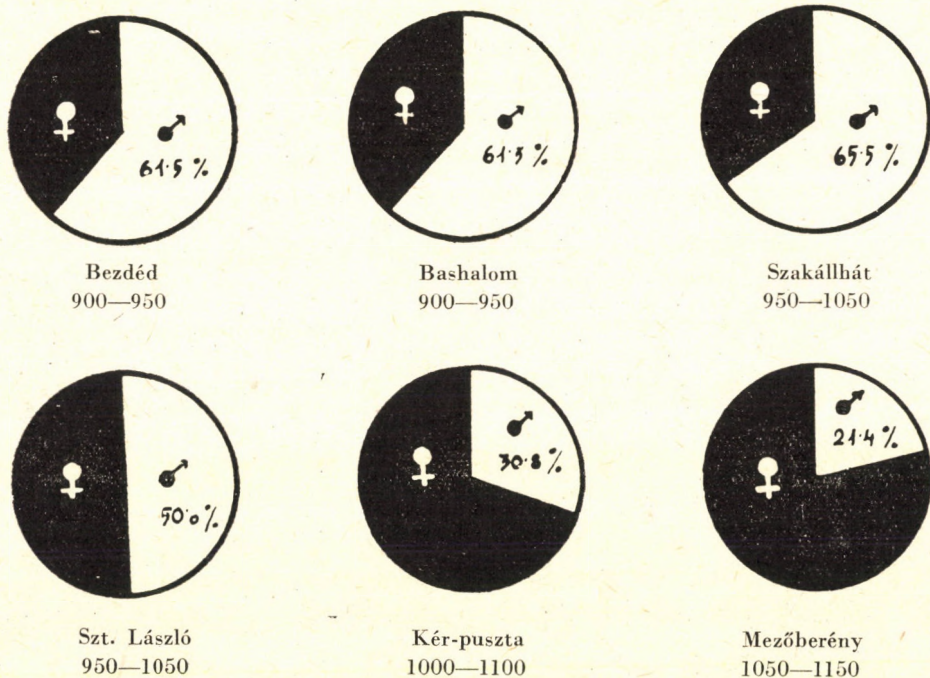 61·5 %
61·5 %
65·5 %
Bezdéd
900—950
Bashalom
900—950
Szakállhát
950—1050
50·0 %
30·8 %
21·4 %
Szt. László
950—1050
Kér-puszta
1000—1100
Mezőberény
1050—1150